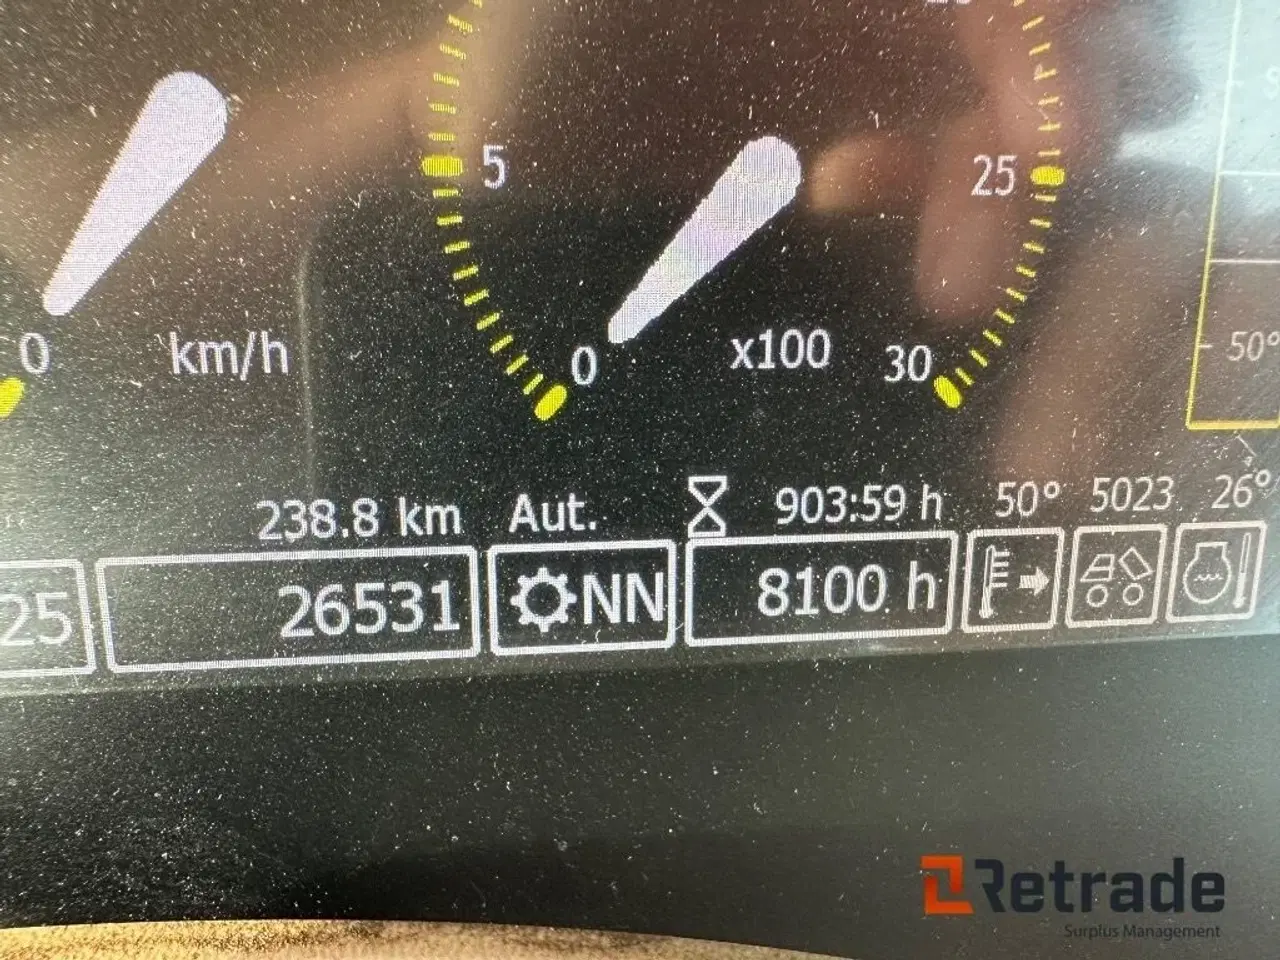 5
25
0
km/h
0
x100
30
50°
238.8 km
Aut.
903:59 h
50°
5023
26°
25
26531
NN
8100 h
Retrade
Surplus Management